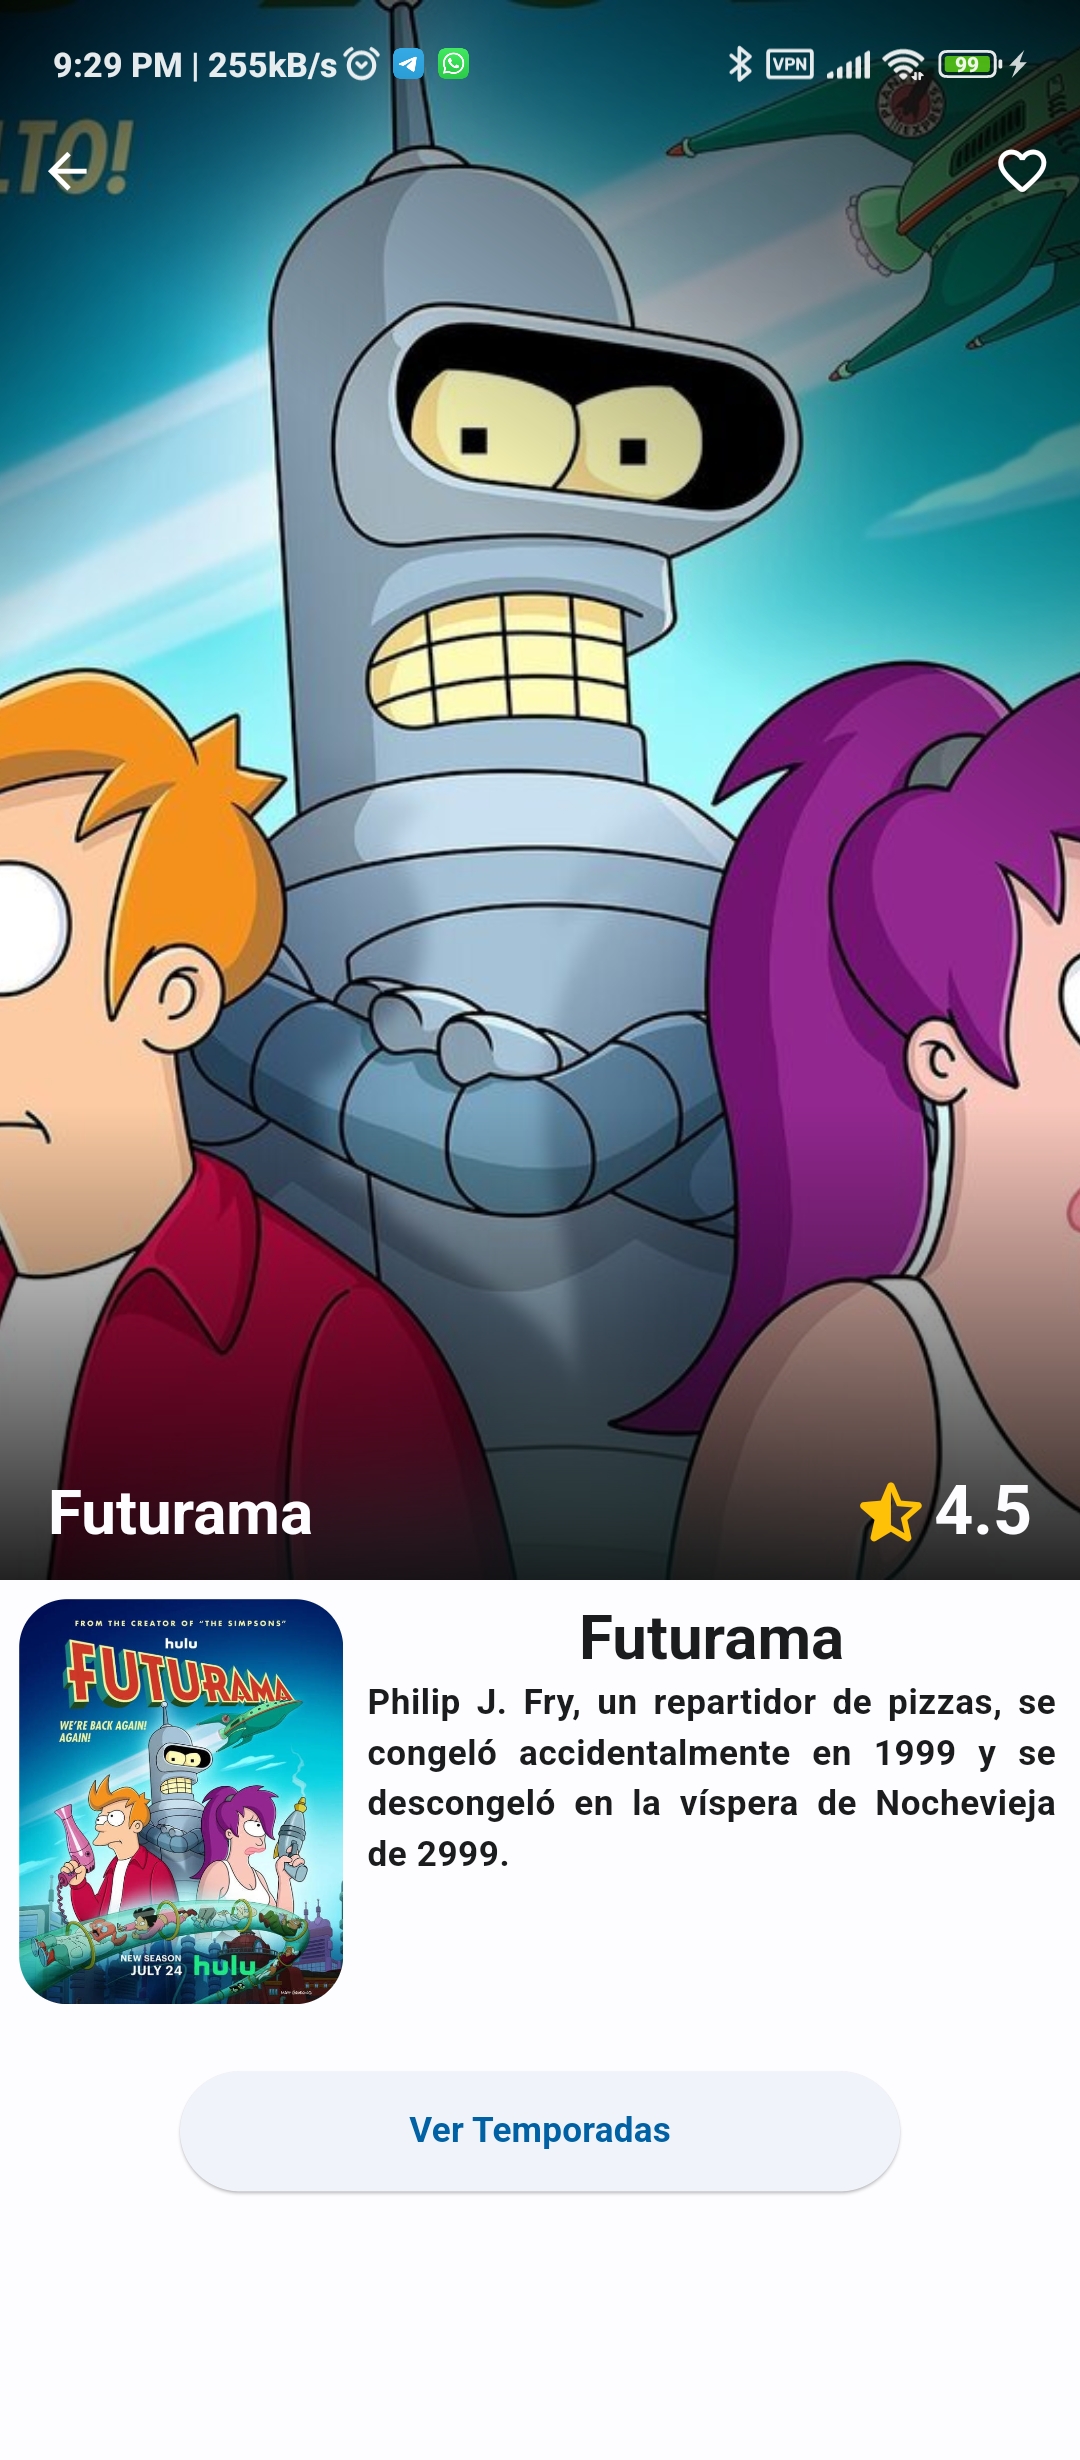 9:29 PM | 255kB/s
VPN
99
PLAN
EXPRESS
LTO!
Futurama
4.5
FROM THE CREATOR OF "THE SIMPSONS"
hulu
FUTURAMA
WE'RE BACK AGAIN!
AGAIN!
NEW SEASON
JULY 24
hulu
Futurama
Philip J. Fry, un repartidor de pizzas, se
congeló accidentalmente en 1999 y se
descongeló en la víspera de Nochevieja
de 2999.
Ver Temporadas